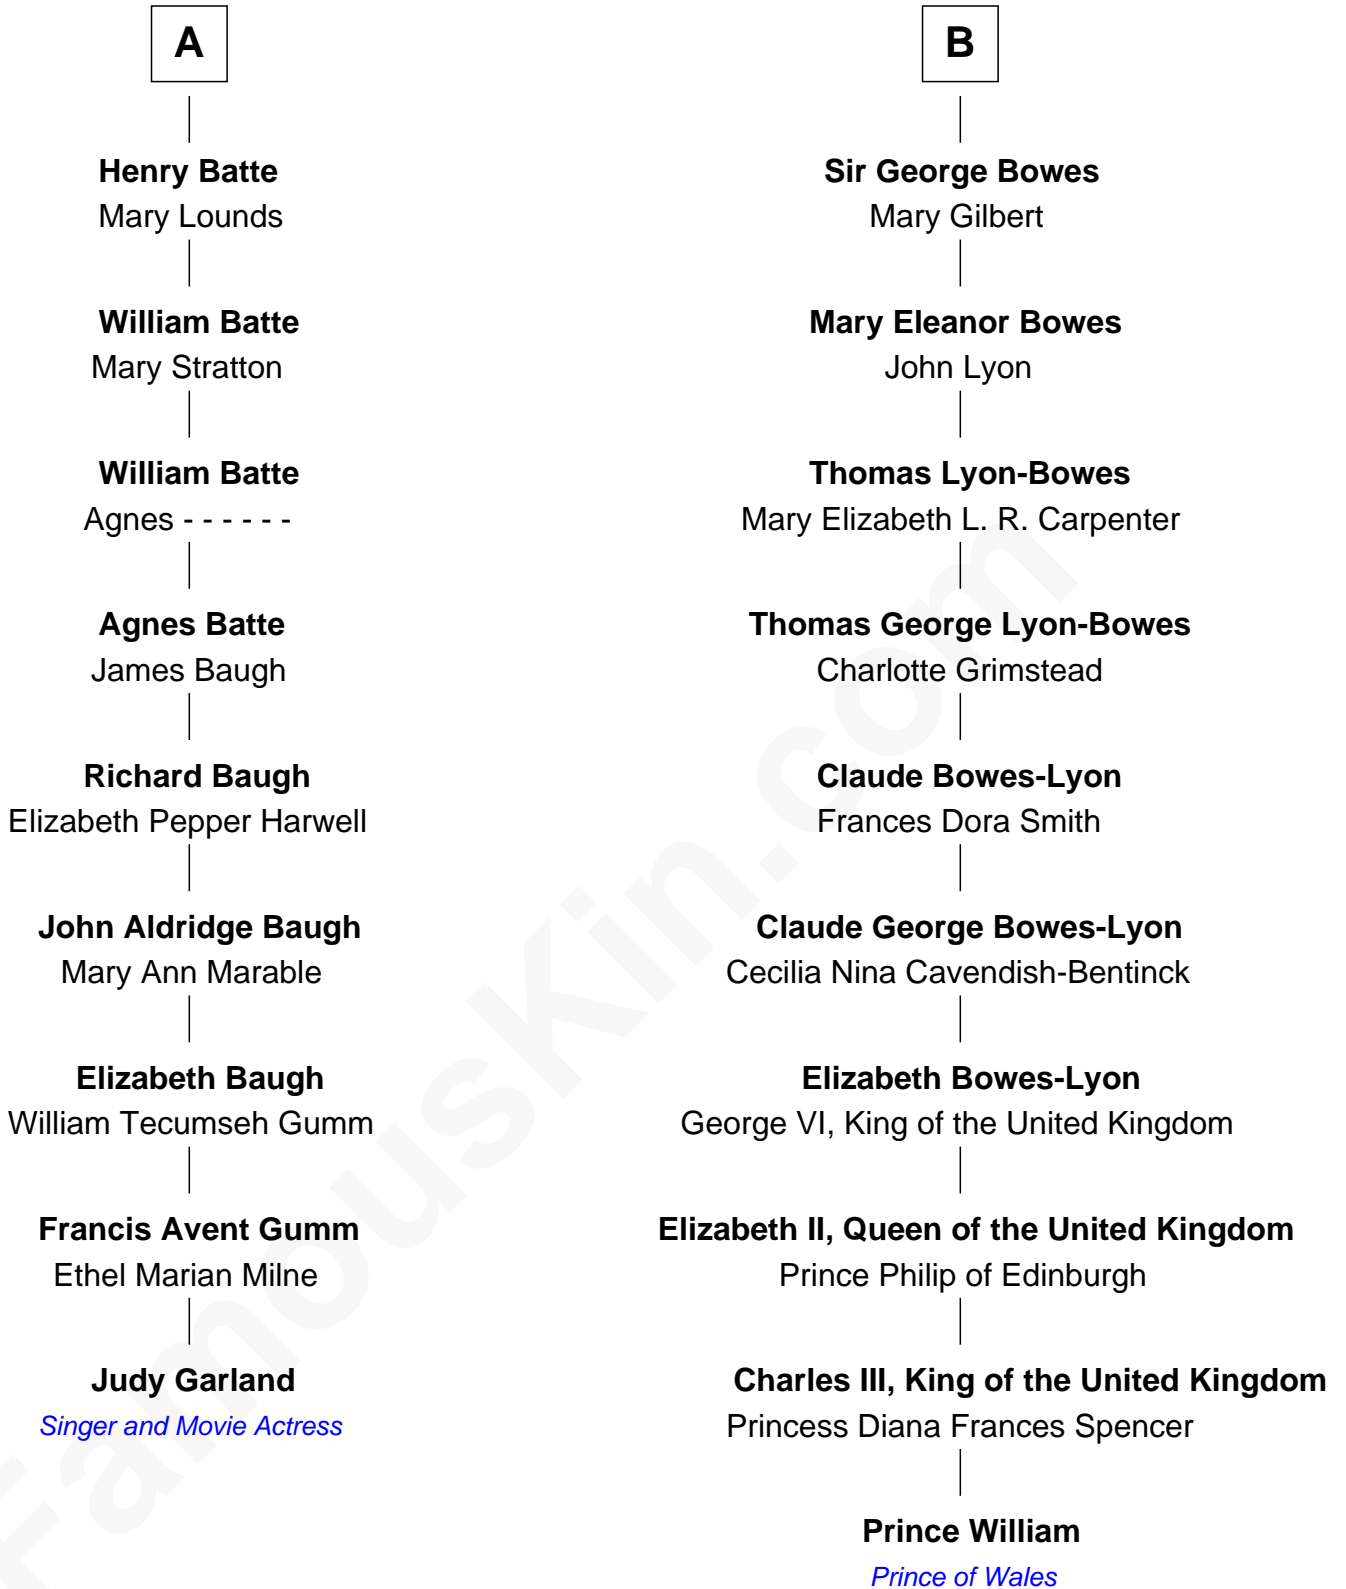 A
Henry Batte
Mary Lounds
William Batte
Mary Stratton
William Batte
Agnes - - - - - -
Agnes Batte
James Baugh
Richard Baugh
Elizabeth Pepper Harwell
John Aldridge Baugh
Mary Ann Marable
Elizabeth Baugh
William Tecumseh Gumm
Francis Avent Gumm
Ethel Marian Milne
Judy Garland
Singer and Movie Actress
B
Sir George Bowes
Mary Gilbert
Mary Eleanor Bowes
John Lyon
Thomas Lyon-Bowes
Mary Elizabeth L. R. Carpenter
Thomas George Lyon-Bowes
Charlotte Grimstead
Claude Bowes-Lyon
Frances Dora Smith
Claude George Bowes-Lyon
Cecilia Nina Cavendish-Bentinck
Elizabeth Bowes-Lyon
George VI, King of the United Kingdom
Elizabeth II, Queen of the United Kingdom
Prince Philip of Edinburgh
Charles III, King of the United Kingdom
Princess Diana Frances Spencer
Prince William
Prince of Wales
FamousKin.com